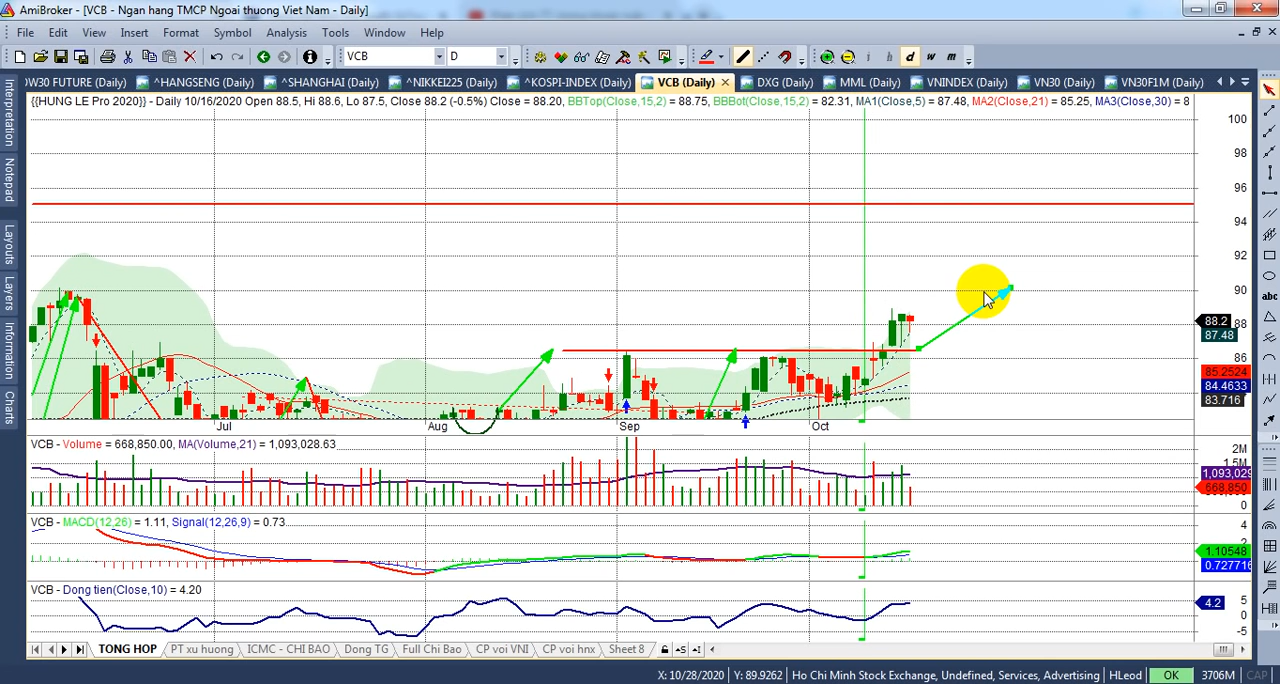 AmiBroker - [VCB - Ngan hang TMCP Ngoai thuong Viet Nam - Daily]
File Edit View Insert Format Symbol Analysis Tools Window Help
VCB D i h d w m
W30 FUTURE (Daily) ^HANGSENG (Daily) ^SHANGHAI (Daily) ^NIKKEI225 (Daily) ^KOSPI-INDEX (Daily) VCB (Daily) DXG (Daily) MML (Daily) VNINDEX (Daily) VN30 (Daily) VN30F1M (Daily)
{{HUNG LE Pro 2020}} - Daily 10/16/2020 Open 88.5, Hi 88.6, Lo 87.5, Close 88.2 (-0.5%) Close = 88.20, BBTop(Close,15,2) = 88.75, BBBot(Close,15,2) = 82.31, MA1(Close,5) = 87.48, MA2(Close,21) = 85.25, MA3(Close,30) = 8
Interpretation
Notepad
Layouts
Layers
Information
Charts
abc
100
98
96
94
92
90
88
88.2
87.48
86
85.2524
84.4633
83.716
Jul Aug Sep Oct
VCB - Volume = 668,850.00, MA(Volume,21) = 1,093,028.63
2M
1.5M
1,093,029
668,850
0
VCB - MACD(12,26) = 1.11, Signal(12,26,9) = 0.73
4
2
1.10548
0.727716
VCB - Dong tien(Close,10) = 4.20
5
4.2
0
-5
TONG HOP PT xu huong ICMC - CHI BAO Dong TG Full Chi Bao CP voi VNI CP voi hnx Sheet 8
X: 10/28/2020 Y: 89.9262 Ho Chi Minh Stock Exchange, Undefined, Services, Advertising HLeod OK 3706M CAP